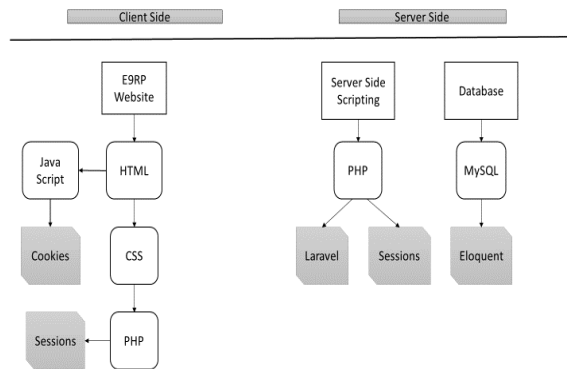 Client Side
Server Side
E9RP
Website
Server Side
Scripting
Database
Java
Script
HTML
PHP
MySQL
Cookies
CSS
Laravel
Sessions
Eloquent
Sessions
PHP